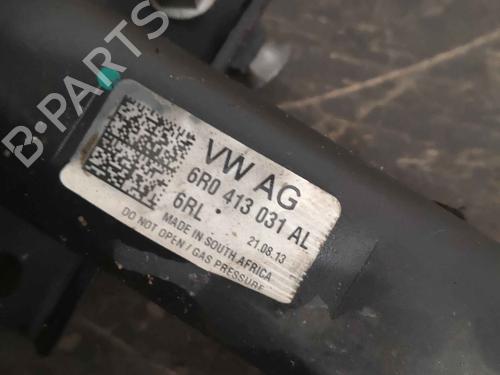 B-PARTS
VW AG
6R0 413 031 AL
6RL 21.08.13
MADE IN SOUTH AFRICA
DO NOT OPEN / GAS PRESSURE